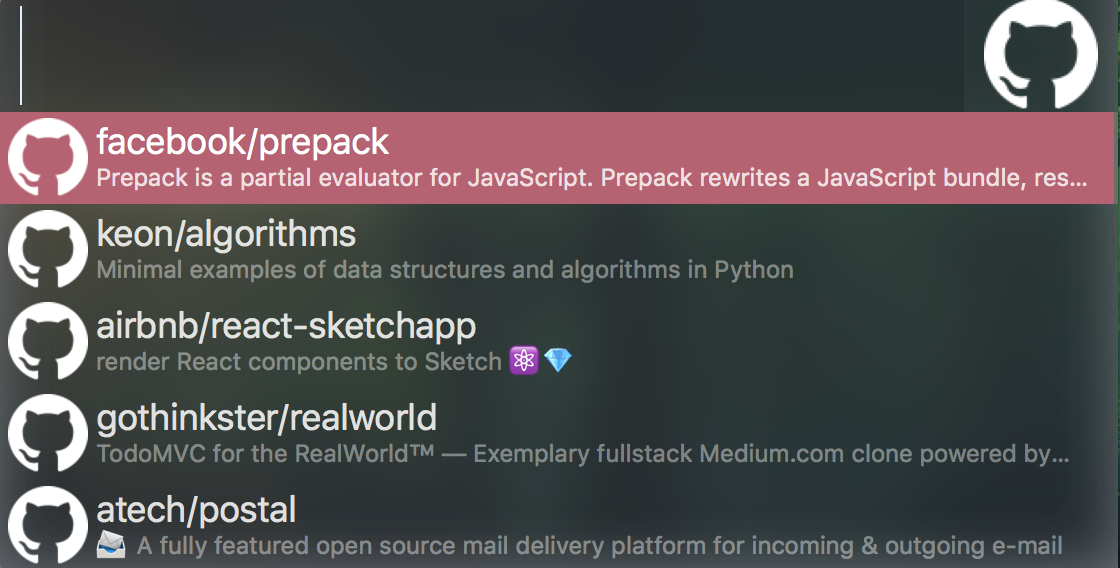 facebook/prepack
Prepack is a partial evaluator for JavaScript. Prepack rewrites a JavaScript bundle, res...
keon/algorithms
Minimal examples of data structures and algorithms in Python
airbnb/react-sketchapp
render React components to Sketch ⚛️💎
gothinkster/realworld
TodoMVC for the RealWorld™ — Exemplary fullstack Medium.com clone powered by...
atech/postal
📨 A fully featured open source mail delivery platform for incoming & outgoing e-mail